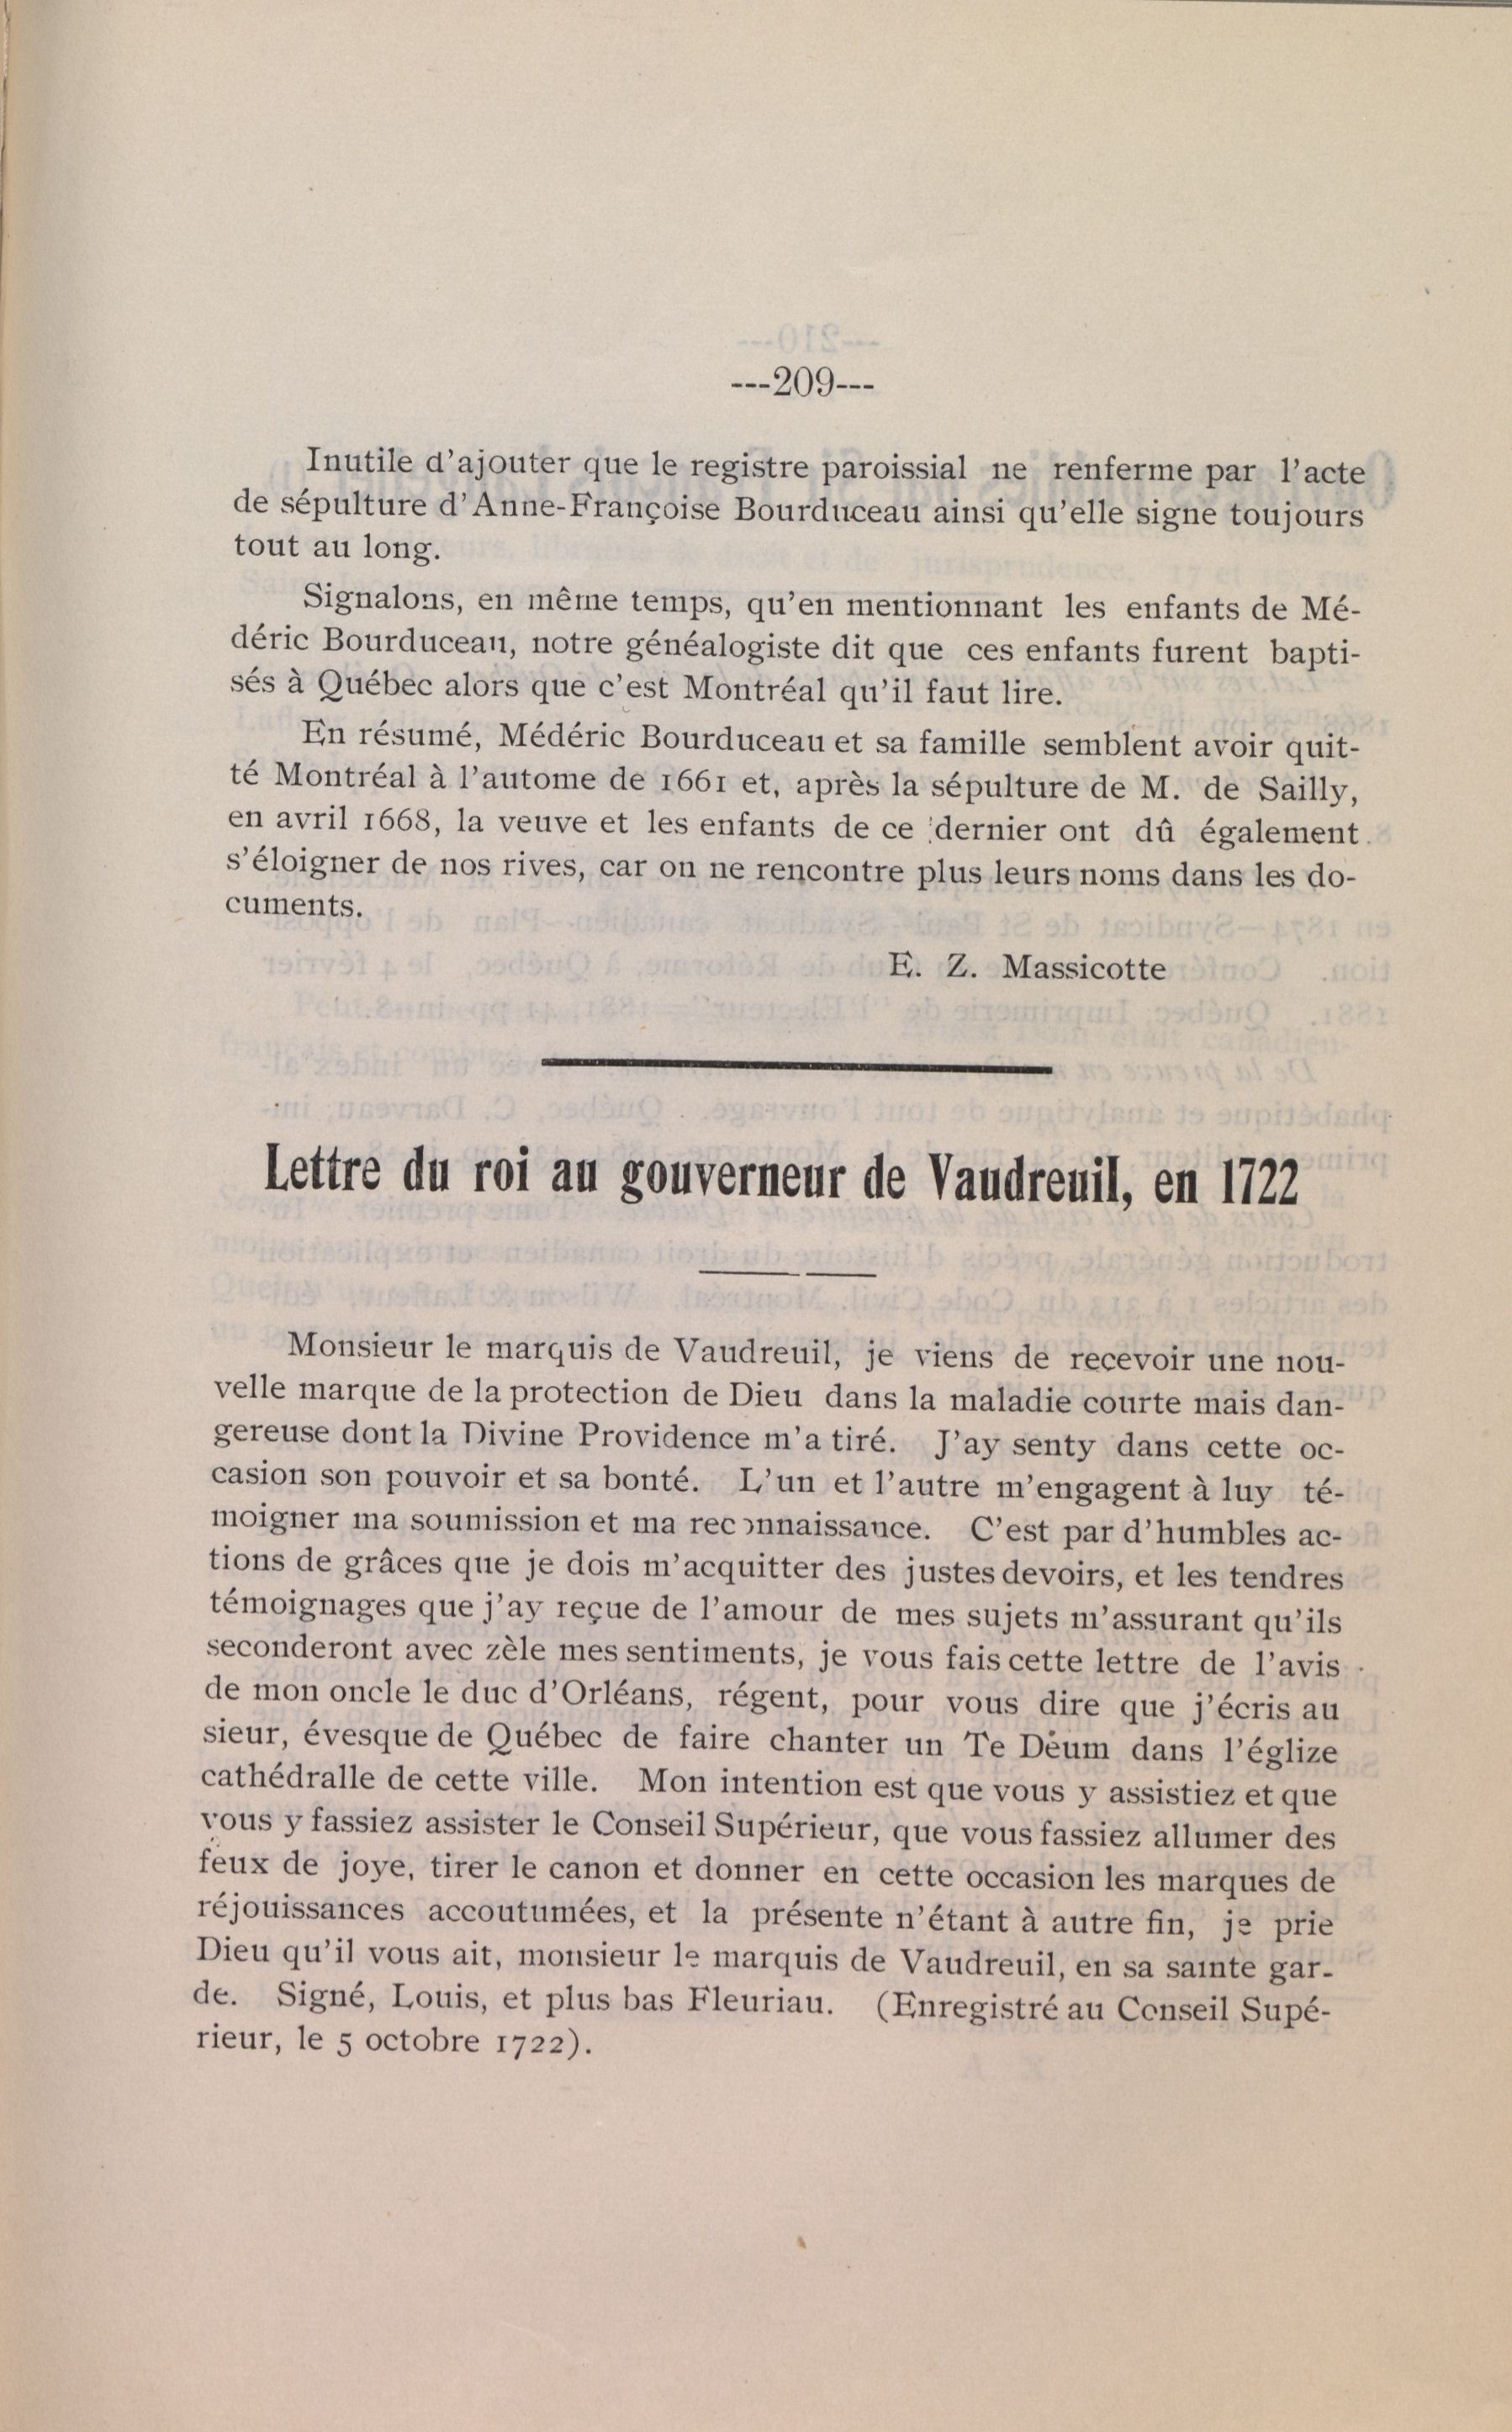 ---209---
Inutile d'ajouter que le registre paroissial ne renferme par l'acte
de sépulture d'Anne-Françoise Bourduceau ainsi qu'elle signe toujours
tout au long.
Signalons, en même temps, qu'en mentionnant les enfants de Mé-
déric Bourduceau, notre généalogiste dit que ces enfants furent bapti-
sés à Québec alors que c'est Montréal qu'il faut lire.
En résumé, Médéric Bourduceau et sa famille semblent avoir quit-
té Montréal à l'autome de 1661 et, après la sépulture de M. de Sailly,
en avril 1668, la veuve et les enfants de ce dernier ont dû également
s'éloigner de nos rives, car on ne rencontre plus leurs noms dans les do-
cuments.
E. Z. Massicotte
Lettre du roi au gouverneur de Vaudreuil, en 1722
Monsieur le marquis de Vaudreuil, je viens de recevoir une nou-
velle marque de la protection de Dieu dans la maladie courte mais dan-
gereuse dont la Divine Providence m'a tiré. J'ay senty dans cette oc-
casion son pouvoir et sa bonté. L'un et l'autre m'engagent à luy té-
moigner ma soumission et ma reconnaissance. C'est par d'humbles ac-
tions de grâces que je dois m'acquitter des justes devoirs, et les tendres
témoignages que j'ay reçue de l'amour de mes sujets m'assurant qu'ils
seconderont avec zèle mes sentiments, je vous fais cette lettre de l'avis
de mon oncle le duc d'Orléans, régent, pour vous dire que j'écris au
sieur, évesque de Québec de faire chanter un Te Deum dans l'églize
cathédralle de cette ville. Mon intention est que vous y assistiez et que
vous y fassiez assister le Conseil Supérieur, que vous fassiez allumer des
feux de joye, tirer le canon et donner en cette occasion les marques de
réjouissances accoutumées, et la présente n'étant à autre fin, je prie
Dieu qu'il vous ait, monsieur le marquis de Vaudreuil, en sa sainte gar-
de. Signé, Louis, et plus bas Fleuriau. (Enregistré au Conseil Supé-
rieur, le 5 octobre 1722).